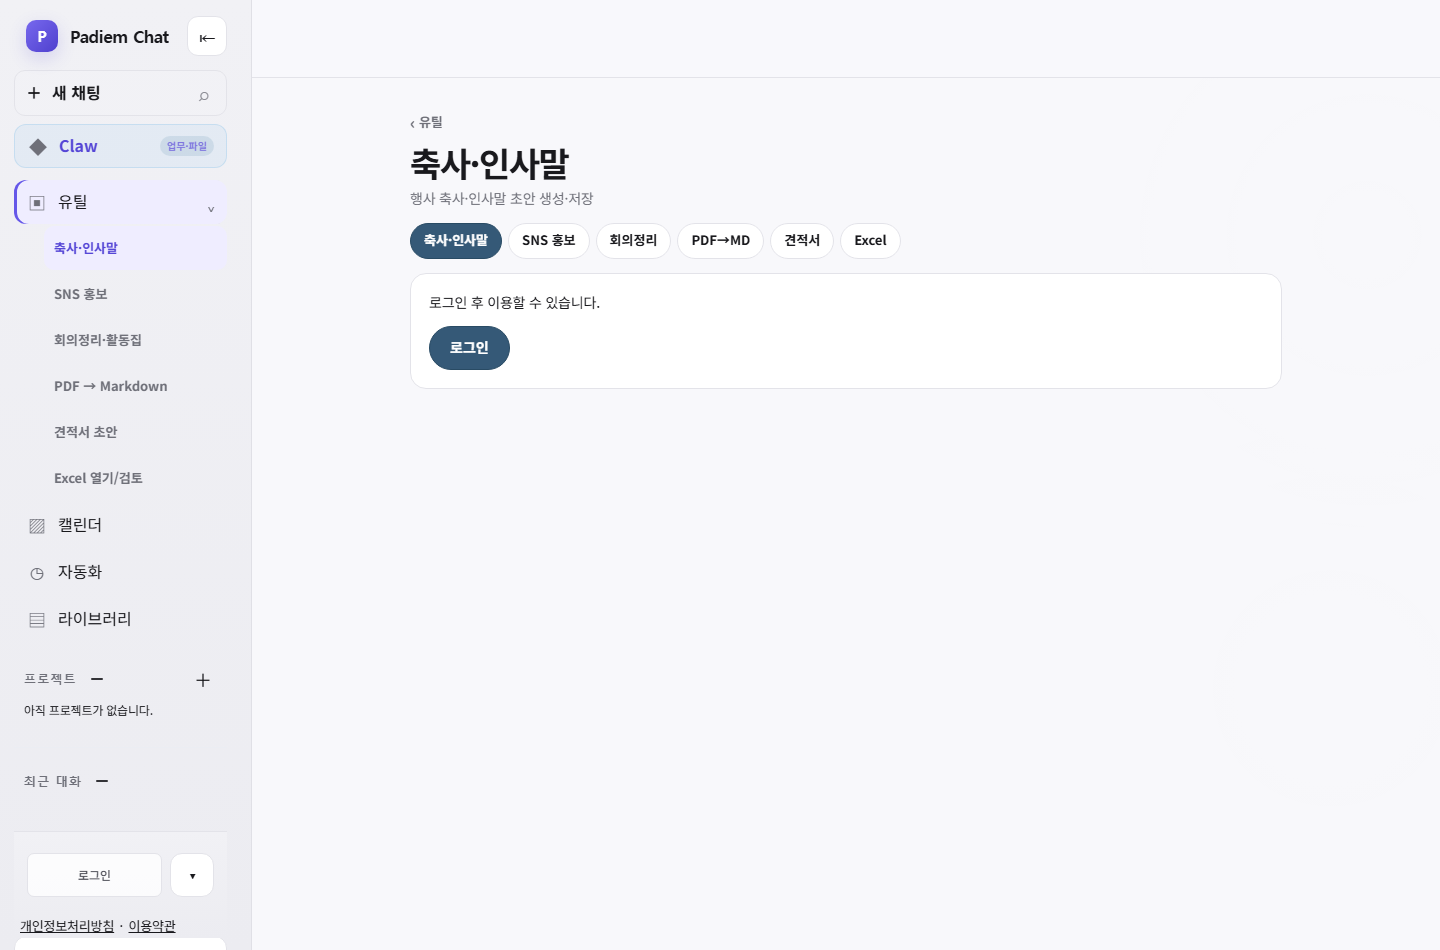 P Padiem Chat ⇤
+ 새 채팅 ⌕
◆ Claw 업무·파일
▣ 유틸 ⌄
축사·인사말
SNS 홍보
회의정리·활동집
PDF → Markdown
견적서 초안
Excel 열기/검토
▨ 캘린더
◷ 자동화
▤ 라이브러리
프로젝트 − +
아직 프로젝트가 없습니다.
최근 대화 −
로그인 ▾
개인정보처리방침 · 이용약관
‹ 유틸
축사·인사말
행사 축사·인사말 초안 생성·저장
축사·인사말 SNS 홍보 회의정리 PDF→MD 견적서 Excel
로그인 후 이용할 수 있습니다.
로그인